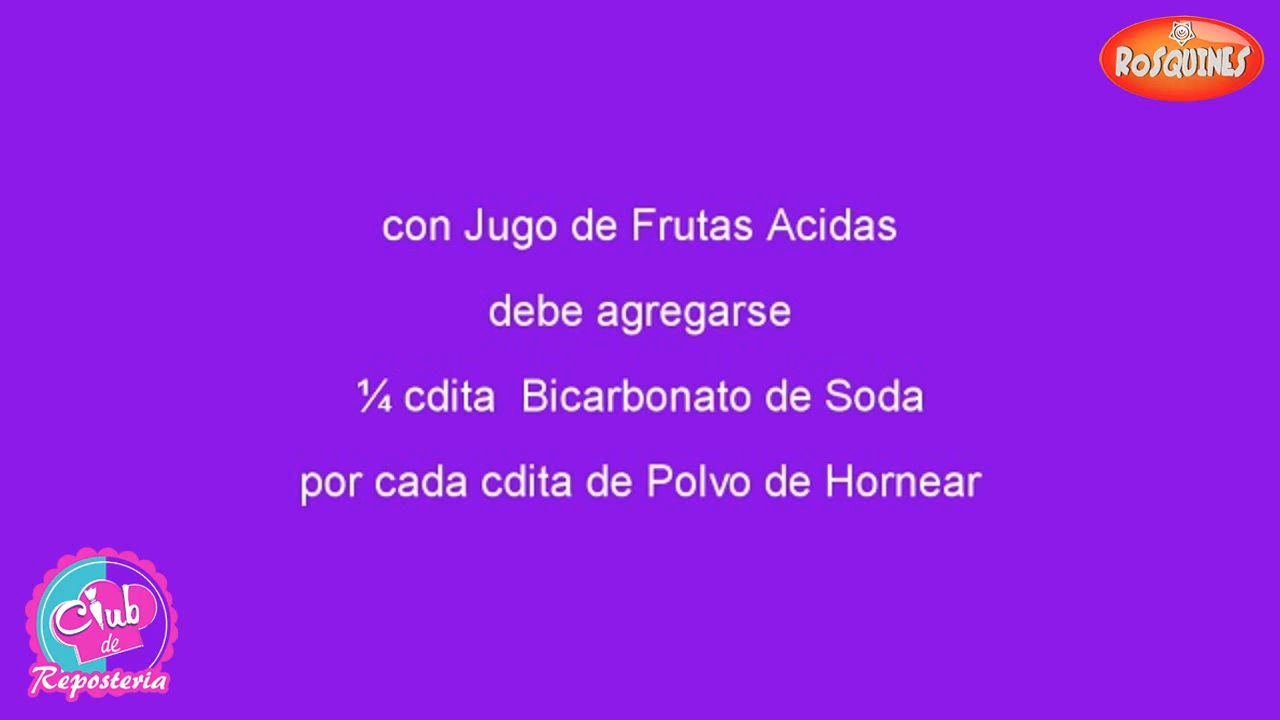 ROSQUINES
con Jugo de Frutas Acidas
debe agregarse
¼ cdita Bicarbonato de Soda
por cada cdita de Polvo de Hornear
Club
de
Reposteria